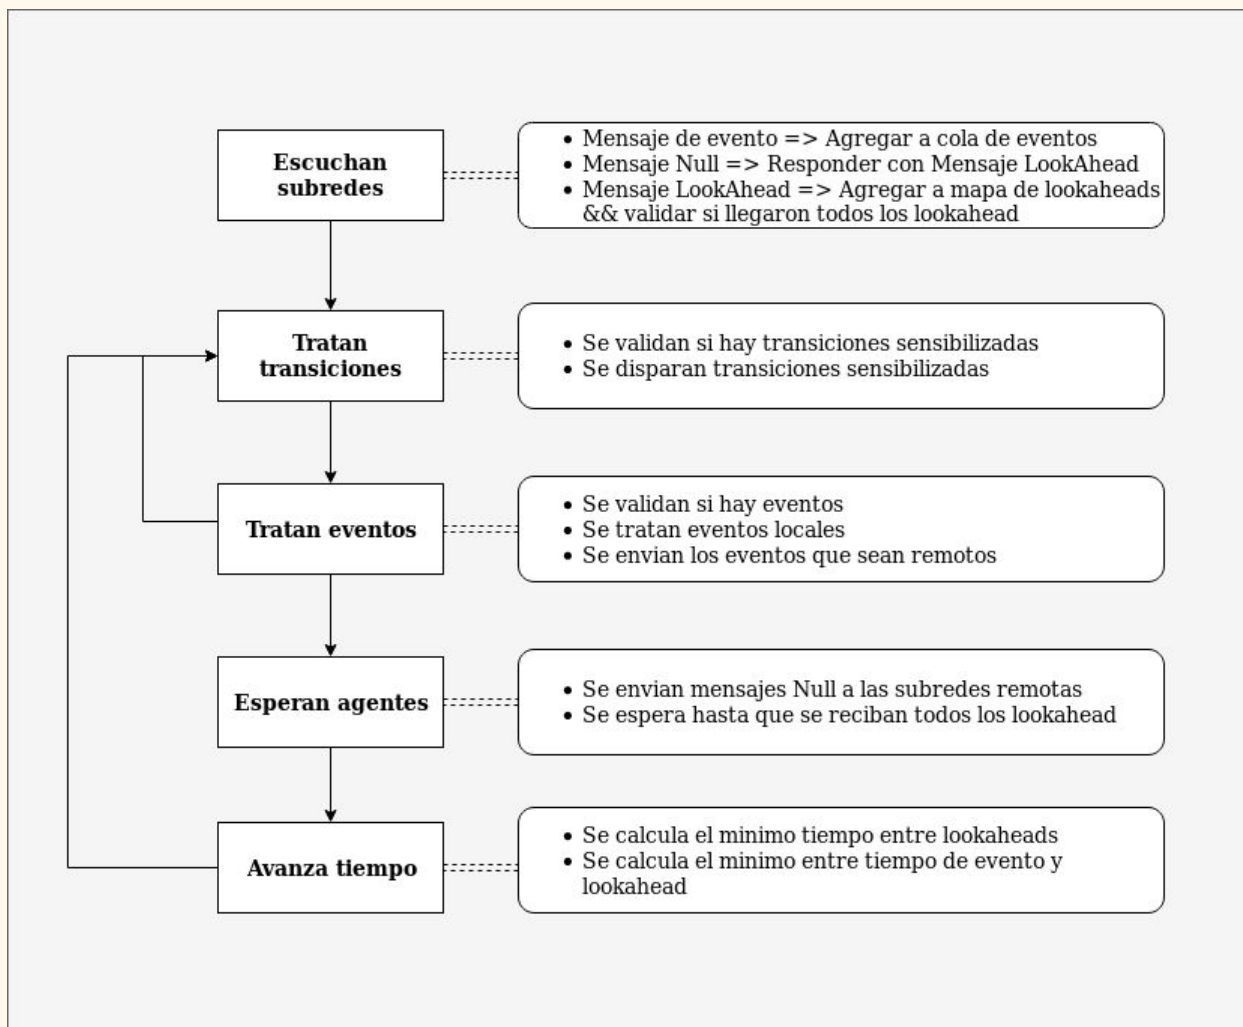 Escuchan
subredes
• Mensaje de evento => Agregar a cola de eventos
• Mensaje Null => Responder con Mensaje LookAhead
• Mensaje LookAhead => Agregar a mapa de lookaheads
&& validar si llegaron todos los lookahead
Tratan
transiciones
• Se validan si hay transiciones sensibilizadas
• Se disparan transiciones sensibilizadas
Tratan eventos
• Se validan si hay eventos
• Se tratan eventos locales
• Se envian los eventos que sean remotos
Esperan agentes
• Se envian mensajes Null a las subredes remotas
• Se espera hasta que se reciban todos los lookahead
Avanza tiempo
• Se calcula el minimo tiempo entre lookaheads
• Se calcula el minimo entre tiempo de evento y
lookahead